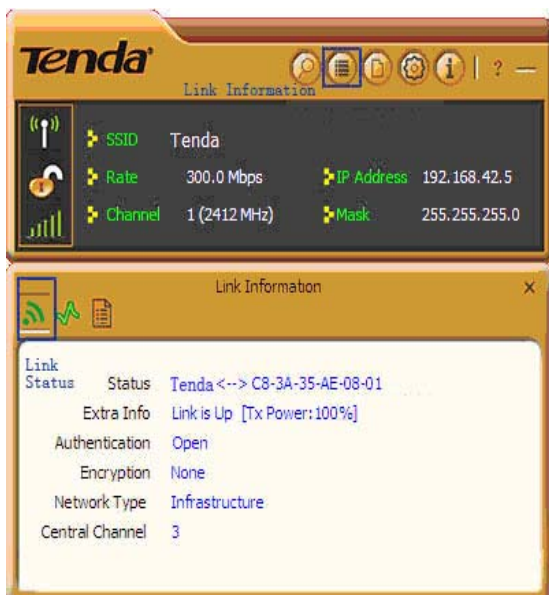 Tenda
Link Information
? —
SSID Tenda
Rate 300.0 Mbps IP Address 192.168.42.5
Channel 1 (2412 MHz) Mask 255.255.255.0
Link Information X
Link
Status Status Tenda <--> C8-3A-35-AE-08-01
Extra Info Link is Up [Tx Power:100%]
Authentication Open
Encryption None
Network Type Infrastructure
Central Channel 3